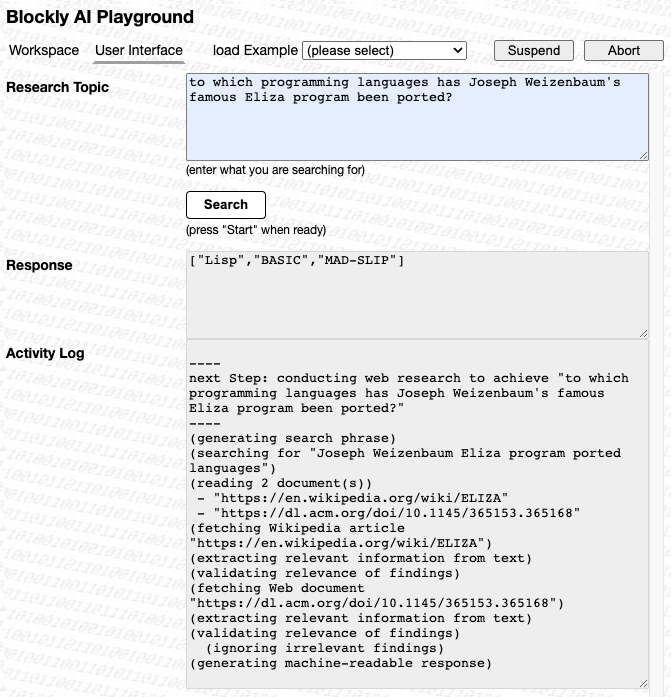 Blockly AI Playground
Workspace User Interface load Example (please select) Suspend Abort
Research Topic
to which programming languages has Joseph Weizenbaum's
famous Eliza program been ported?
(enter what you are searching for)
Search
(press "Start" when ready)
Response
["Lisp","BASIC","MAD-SLIP"]
Activity Log
----
next Step: conducting web research to achieve "to which
programming languages has Joseph Weizenbaum's famous
Eliza program been ported?"
----
(generating search phrase)
(searching for "Joseph Weizenbaum Eliza program ported
languages")
(reading 2 document(s))
- "https://en.wikipedia.org/wiki/ELIZA"
- "https://dl.acm.org/doi/10.1145/365153.365168"
(fetching Wikipedia article
"https://en.wikipedia.org/wiki/ELIZA")
(extracting relevant information from text)
(validating relevance of findings)
(fetching Web document
"https://dl.acm.org/doi/10.1145/365153.365168")
(extracting relevant information from text)
(validating relevance of findings)
(ignoring irrelevant findings)
(generating machine-readable response)